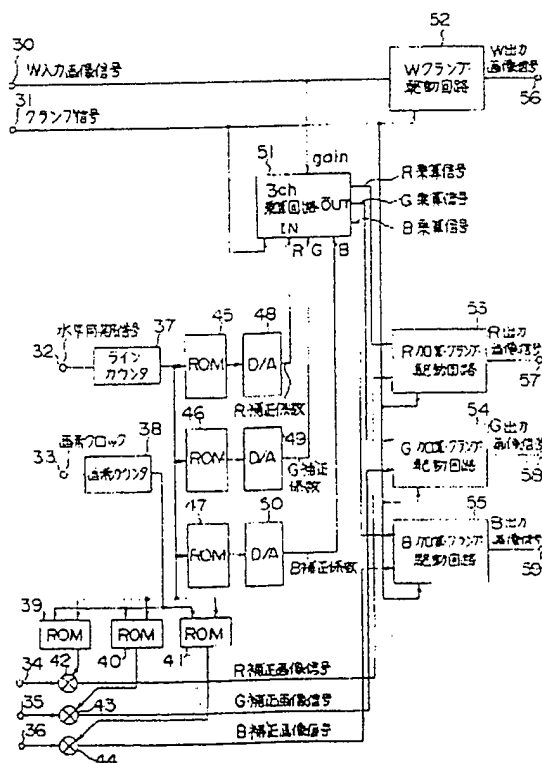 52
30
W入力画像信号
W出力
画像信号
Wクランプ
駆動回路
31
クランプ信号
56
51
gain
3ch
乗算回路 OUT
IN
R G B
R乗算信号
G乗算信号
B乗算信号
水平同期信号
37
45
48
53
32
ライン
カウンタ
ROM
D/A
R加算・クランプ
駆動回路
R出力
画像信号
57
R補正係数
46
49
54
画素クロック
38
33
画素カウンタ
ROM
D/A
G補正
係数
G加算・クランプ
駆動回路
G出力
画像信号
58
47
50
55
ROM
D/A
B補正係数
B加算・クランプ
駆動回路
B出力
画像信号
59
39
ROM
ROM
ROM
34
42
40
41
R補正画像信号
35
43
G補正画像信号
36
44
B補正画像信号